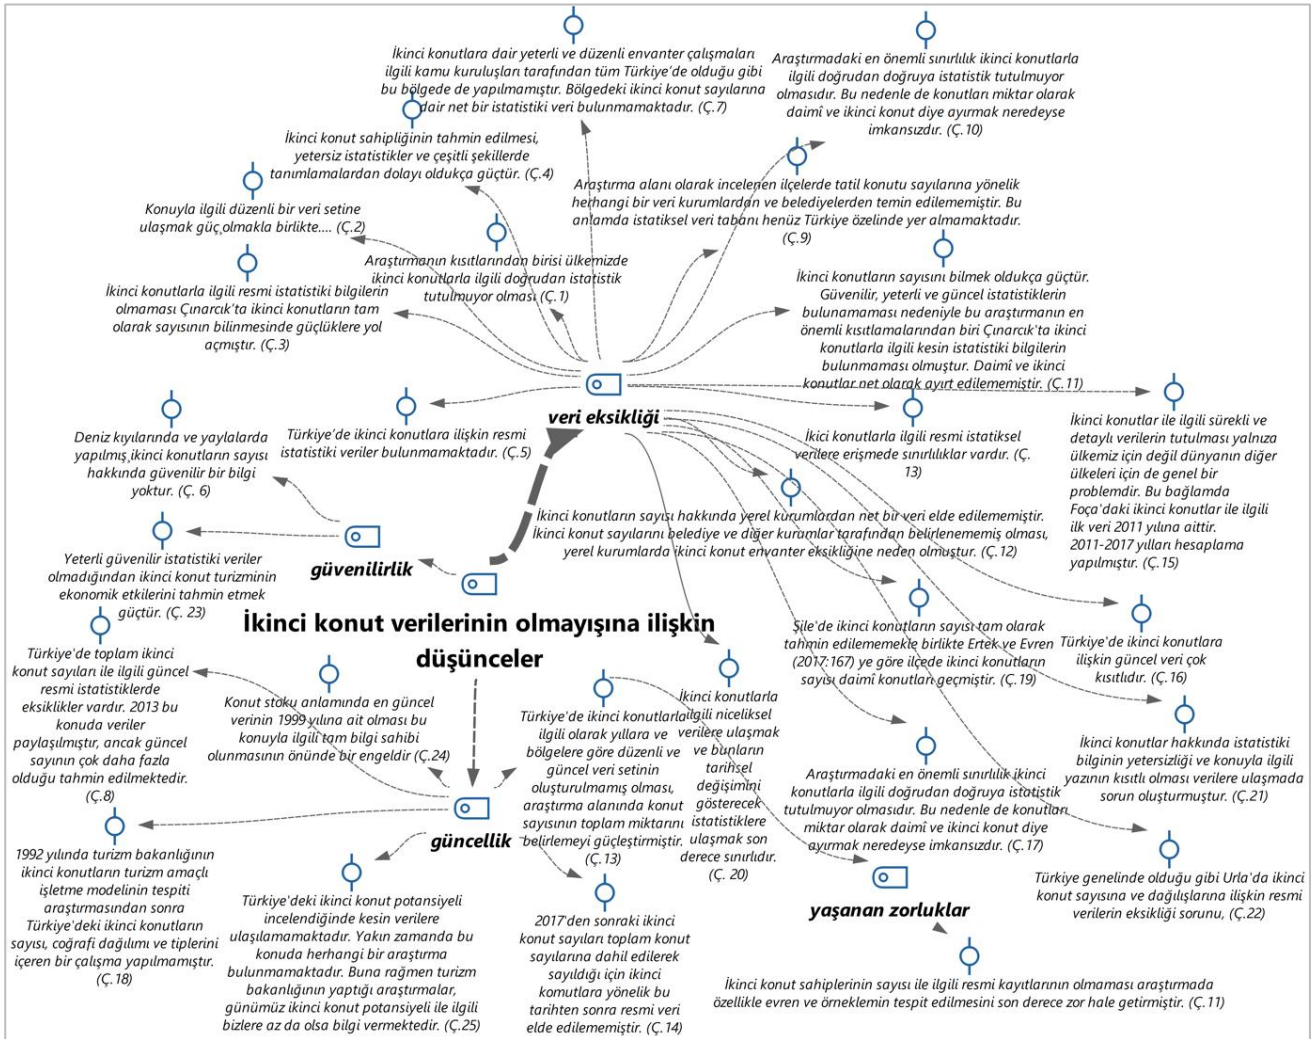 İkinci konutlara dair yeterli ve düzenli envanter çalışmaları
ilgili kamu kuruluşları tarafından tüm Türkiye'de olduğu gibi
bu bölgede de yapılmamıştır. Bölgedeki ikinci konut sayılarına
dair net bir istatistiki veri bulunmamaktadır. (Ç.7)
Araştırmadaki en önemli sınırlılık ikinci konutlarla
ilgili doğrudan doğruya istatistik tutulmuyor
olmasıdır. Bu nedenle de konutları miktar olarak
daimî ve ikinci konut diye ayırmak neredeyse
imkansızdır. (Ç.10)
İkinci konut sahipliğinin tahmin edilmesi,
yetersiz istatistikler ve çeşitli şekillerde
tanımlamalardan dolayı oldukça güçtür. (Ç.4)
Araştırma alanı olarak incelenen ilçelerde tatil konutu sayılarına yönelik
herhangi bir veri kurumlardan ve belediyelerden temin edilememiştir. Bu
anlamda istatiksel veri tabanı henüz Türkiye özelinde yer almamaktadır.
(Ç.9)
Konuyla ilgili düzenli bir veri setine
ulaşmak güç olmakla birlikte.... (Ç.2)
Araştırmanın kısıtlarından birisi ülkemizde
ikinci konutlarla ilgili doğrudan istatistik
tutulmuyor olması (Ç.1)
İkinci konutlarla ilgili resmi istatistiki bilgilerin
olmaması Çınarcık'ta ikinci konutların tam
olarak sayısının bilinmesinde güçlüklere yol
açmıştır. (Ç.3)
İkinci konutların sayısını bilmek oldukça güçtür.
Güvenilir, yeterli ve güncel istatistiklerin
bulunamaması nedeniyle bu araştırmanın en
önemli kısıtlamalarından biri Çınarcık'ta ikinci
konutlarla ilgili kesin istatistiki bilgilerin
bulunmaması olmuştur. Daimî ve ikinci
konutlar net olarak ayırt edilememiştir. (Ç.11)
veri eksikliği
Deniz kıyılarında ve yaylalarda
yapılmış ikinci konutların sayısı
hakkında güvenilir bir bilgi
yoktur. (Ç. 6)
Türkiye'de ikinci konutlara ilişkin resmi
istatistiki veriler bulunmamaktadır. (Ç.5)
İkici konutlarla ilgili resmi istatiksel
verilere erişmede sınırlılıklar vardır. (Ç.
13)
İkinci konutlar ile ilgili sürekli ve
detaylı verilerin tutulması yalnıza
ülkemiz için değil dünyanın diğer
ülkeleri için de genel bir
problemdir. Bu bağlamda
Foça'daki ikinci konutlar ile ilgili
ilk veri 2011 yılına aittir.
2011-2017 yılları hesaplama
yapılmıştır. (Ç.15)
İkinci konutların sayısı hakkında yerel kurumlardan net bir veri elde edilememiştir.
İkinci konut sayılarını belediye ve diğer kurumlar tarafından belirlenememiş olması,
yerel kurumlarda ikinci konut envanter eksikliğine neden olmuştur. (Ç.12)
güvenilirlik
Yeterli güvenilir istatistiki veriler
olmadığından ikinci konut turizminin
ekonomik etkilerini tahmin etmek
güçtür. (Ç. 23)
İkinci konut verilerinin olmayışına ilişkin
düşünceler
Şile'de ikinci konutların sayısı tam olarak
tahmin edilememekle birlikte Ertek ve Evren
(2017:167) ye göre ilçede ikinci konutların
sayısı daimî konutları geçmiştir. (Ç.19)
Türkiye'de ikinci konutlara
ilişkin güncel veri çok
kısıtlıdır. (Ç.16)
Türkiye'de toplam ikinci
konut sayıları ile ilgili güncel
resmi istatistiklerde
eksiklikler vardır. 2013 bu
konuda veriler
paylaşılmıştır, ancak güncel
sayının çok daha fazla
olduğu tahmin edilmektedir.
(Ç.8)
Konut stoku anlamında en güncel
verinin 1999 yılına ait olması bu
konuyla ilgili tam bilgi sahibi
olunmasının önünde bir engeldir (Ç.24)
Türkiye'de ikinci konutlarla
ilgili olarak yıllara ve
bölgelere göre düzenli ve
güncel veri setinin
oluşturulmamış olması,
araştırma alanında konut
sayısının toplam miktarını
belirlemeyi güçleştirmiştir.
(Ç.13)
İkinci konutlarla
ilgili niceliksel
verilere ulaşmak
ve bunların
tarihsel
değişimini
gösterecek
istatistiklere
ulaşmak son
derece sınırlıdır.
(Ç. 20)
İkinci konutlar hakkında istatistiki
bilginin yetersizliği ve konuyla ilgili
yazının kısıtlı olması verilere ulaşmada
sorun oluşturmuştur. (Ç.21)
Araştırmadaki en önemli sınırlılık ikinci
konutlarla ilgili doğrudan doğruya istatistik
tutulmuyor olmasıdır. Bu nedenle de konutları
miktar olarak daimî ve ikinci konut diye
ayırmak neredeyse imkansızdır. (Ç.17)
güncellik
1992 yılında turizm bakanlığının
ikinci konutların turizm amaçlı
işletme modelinin tespiti
araştırmasından sonra
Türkiye'deki ikinci konutların
sayısı, coğrafi dağılımı ve tiplerini
içeren bir çalışma yapılmamıştır.
(Ç.18)
Türkiye'deki ikinci konut potansiyeli
incelendiğinde kesin verilere
ulaşılamamaktadır. Yakın zamanda bu
konuda herhangi bir araştırma
bulunmamaktadır. Buna rağmen turizm
bakanlığının yaptığı araştırmalar,
günümüz ikinci konut potansiyeli ile ilgili
bizlere az da olsa bilgi vermektedir. (Ç.25)
2017'den sonraki ikinci
konut sayıları toplam konut
sayılarına dahil edilerek
sayıldığı için ikinci
komutlara yönelik bu
tarihten sonra resmi veri
elde edilememiştir. (Ç.14)
Türkiye genelinde olduğu gibi Urla'da ikinci
konut sayısına ve dağılışlarına ilişkin resmi
verilerin eksikliği sorunu, (Ç.22)
yaşanan zorluklar
İkinci konut sahiplerinin sayısı ile ilgili resmi kayıtlarının olmaması araştırmada
özellikle evren ve örneklemin tespit edilmesini son derece zor hale getirmiştir. (Ç.11)